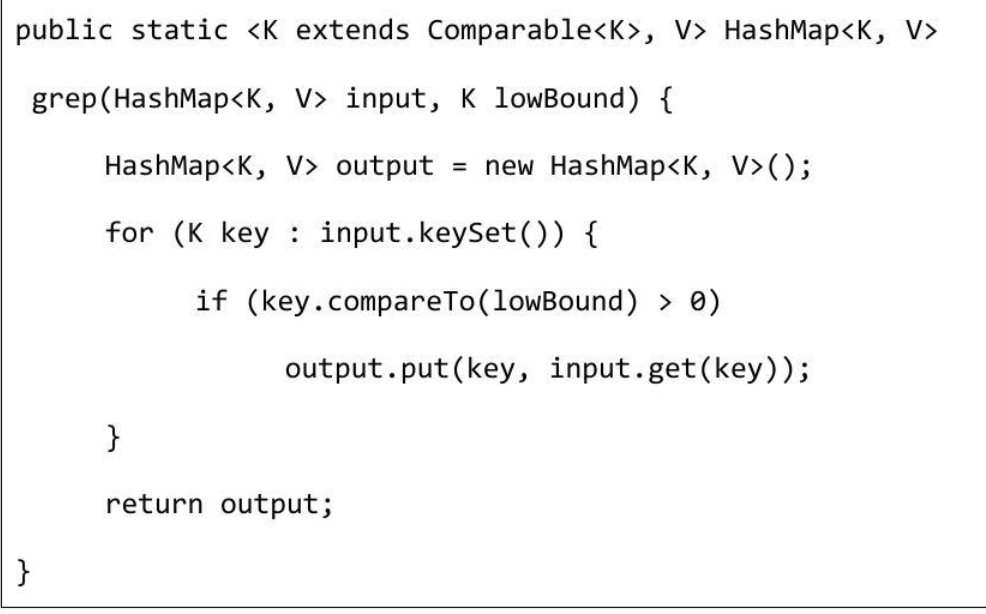 public static <K extends Comparable<K>, V> HashMap<K, V>
grep(HashMap<K, V> input, K lowBound) {
HashMap<K, V> output = new HashMap<K, V>();
for (K key : input.keySet()) {
if (key.compareTo(lowBound) > 0)
output.put(key, input.get(key));
}
return output;
}